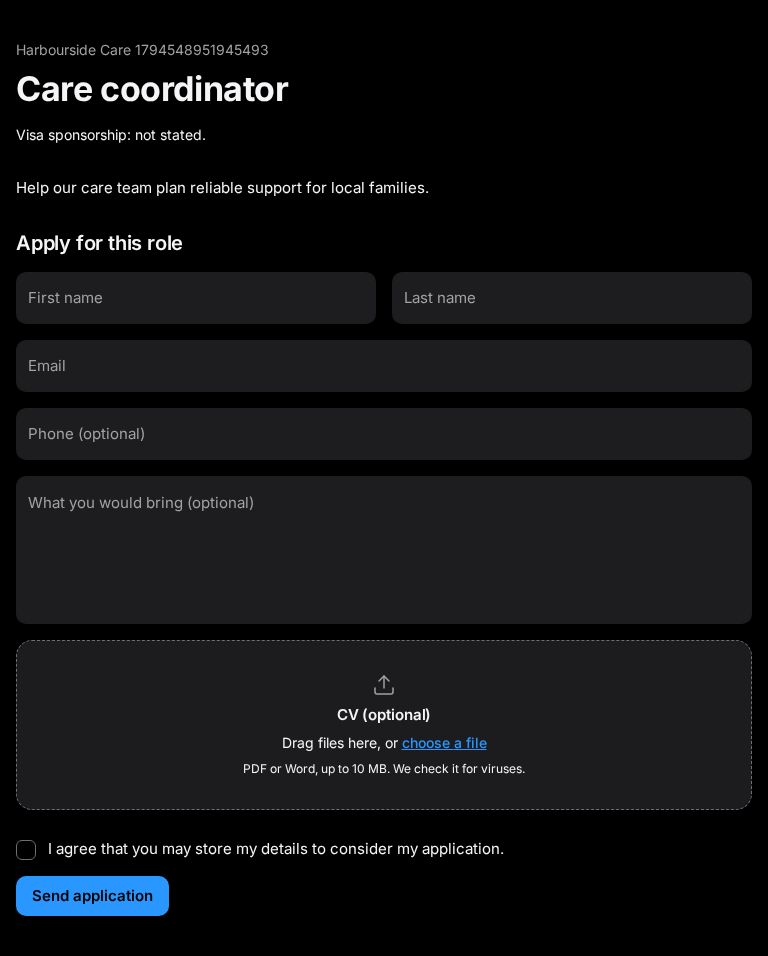 Harbourside Care 1794548951945493
Care coordinator
Visa sponsorship: not stated.
Help our care team plan reliable support for local families.
Apply for this role
First name
Last name
Email
Phone (optional)
What you would bring (optional)
CV (optional)
Drag files here, or choose a file
PDF or Word, up to 10 MB. We check it for viruses.
I agree that you may store my details to consider my application.
Send application